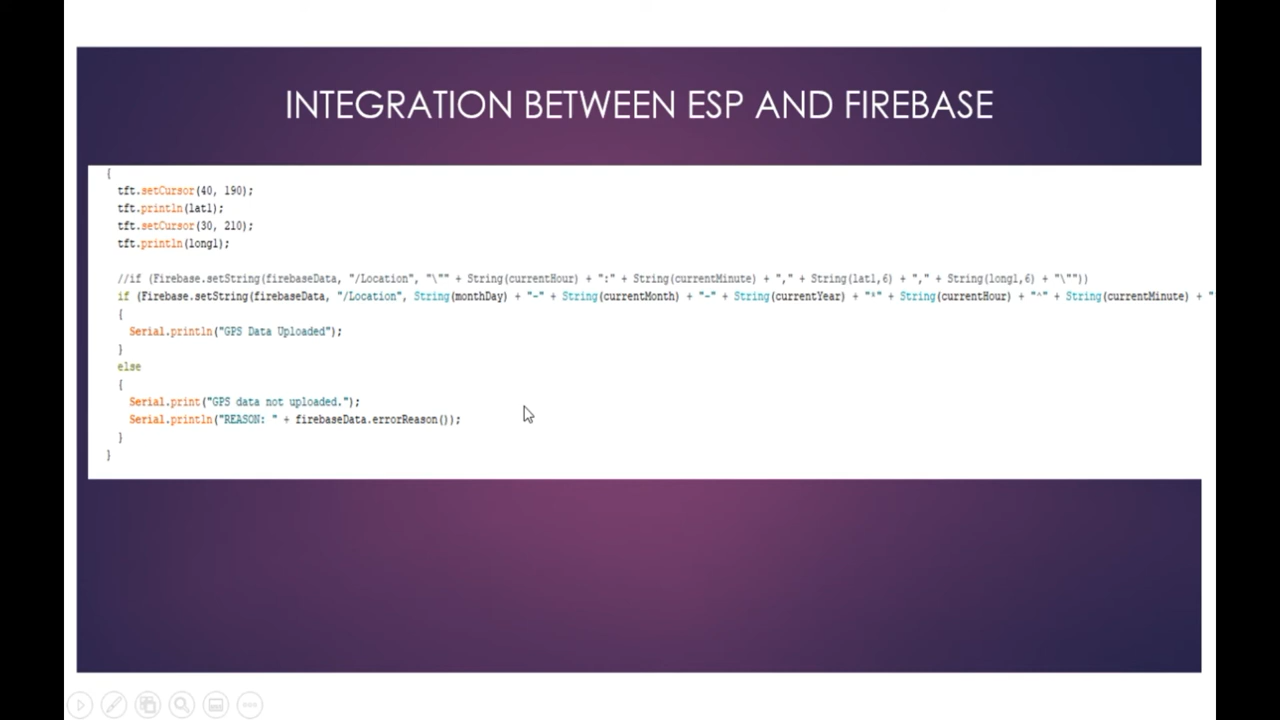 INTEGRATION BETWEEN ESP AND FIREBASE
{
tft.setCursor(40, 190);
tft.println(lat1);
tft.setCursor(30, 210);
tft.println(long1);
//if (Firebase.setString(firebaseData, "/Location", "\"" + String(currentHour) + ":" + String(currentMinute) + "," + String(lat1,6) + "," + String(long1,6) + "\""))
if (Firebase.setString(firebaseData, "/Location", String(monthDay) + "-" + String(currentMonth) + "-" + String(currentYear) + "^" + String(currentHour) + "^" + String(currentMinute) + "
{
Serial.println("GPS Data Uploaded");
}
else
{
Serial.print("GPS data not uploaded.");
Serial.println("REASON: " + firebaseData.errorReason());
}
}